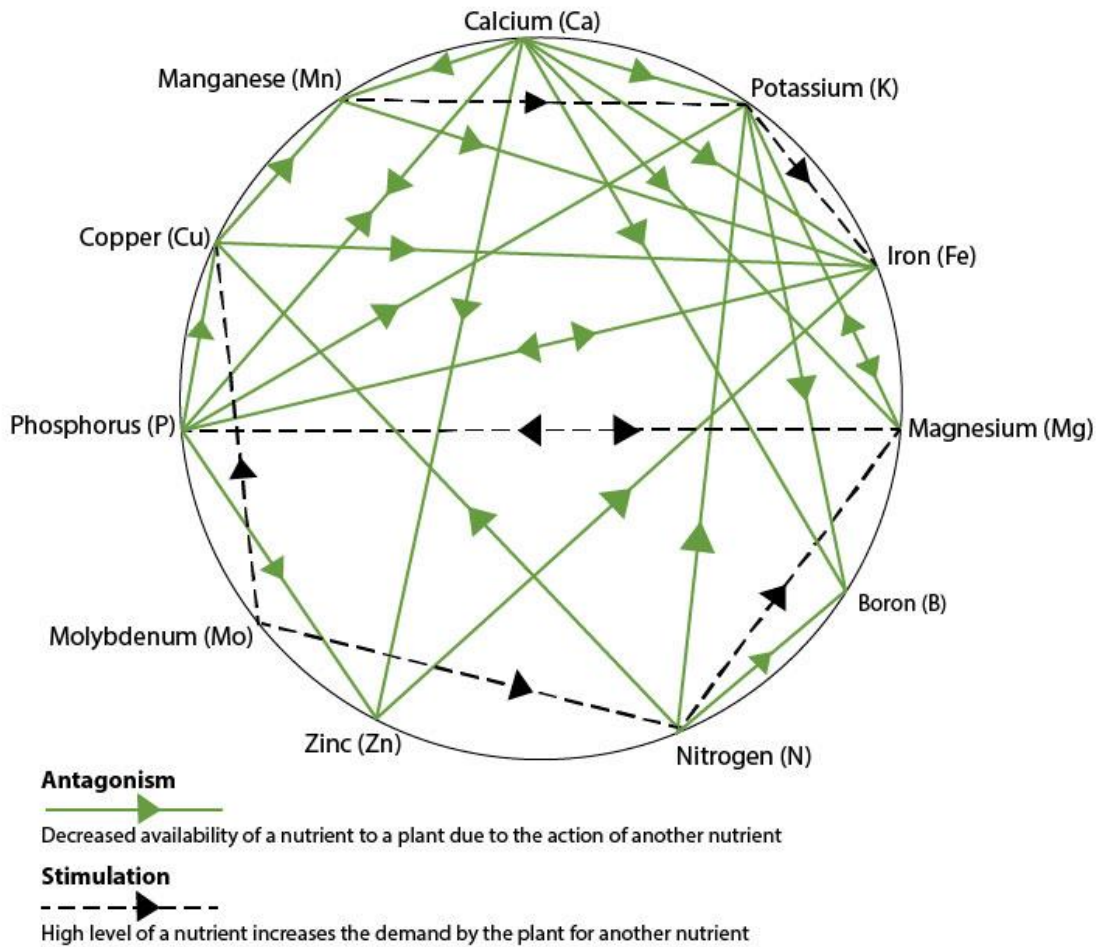 Calcium (Ca)
Manganese (Mn)
Potassium (K)
Copper (Cu)
Iron (Fe)
Phosphorus (P)
Magnesium (Mg)
Boron (B)
Molybdenum (Mo)
Zinc (Zn)
Nitrogen (N)
Antagonism
Decreased availability of a nutrient to a plant due to the action of another nutrient
Stimulation
High level of a nutrient increases the demand by the plant for another nutrient